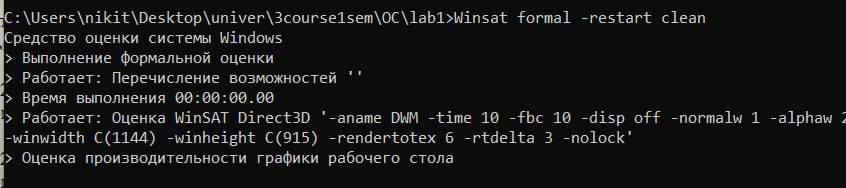 C:\Users\nikit\Desktop\univer\3course1sem\OC\lab1>Winsat formal -restart clean
Средство оценки системы Windows
> Выполнение формальной оценки
> Работает: Перечисление возможностей ''
> Время выполнения 00:00:00.00
> Работает: Оценка WinSAT Direct3D '-aname DWM -time 10 -fbc 10 -disp off -normalw 1 -alphaw 2
-winwidth C(1144) -winheight C(915) -rendertotex 6 -rtdelta 3 -nolock'
> Оценка производительности графики рабочего стола